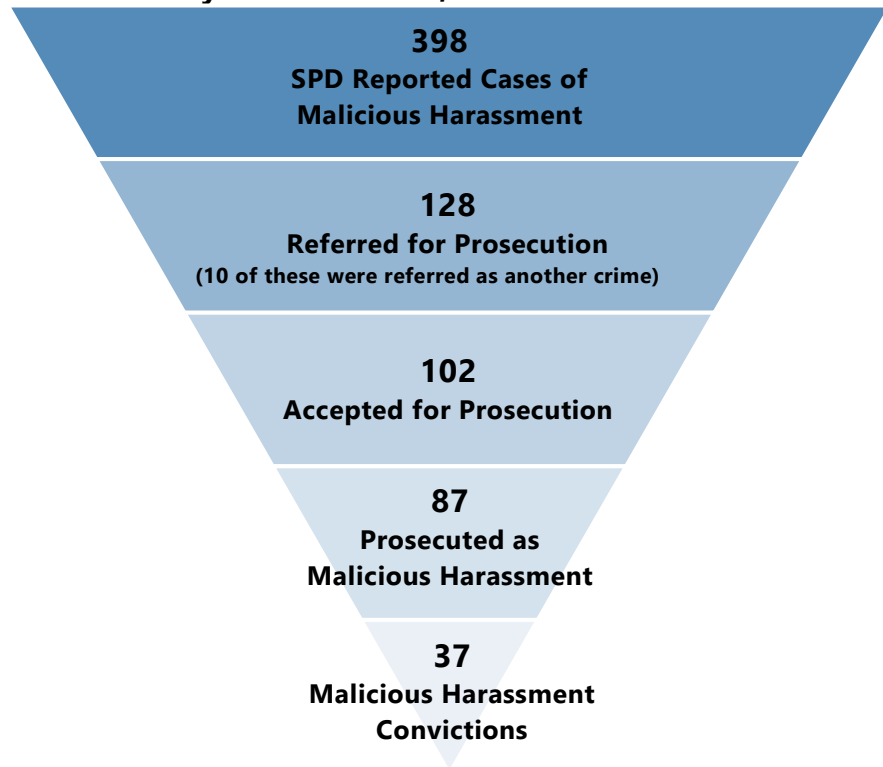 398
SPD Reported Cases of
Malicious Harassment
128
Referred for Prosecution
(10 of these were referred as another crime)
102
Accepted for Prosecution
87
Prosecuted as
Malicious Harassment
37
Malicious Harassment
Convictions